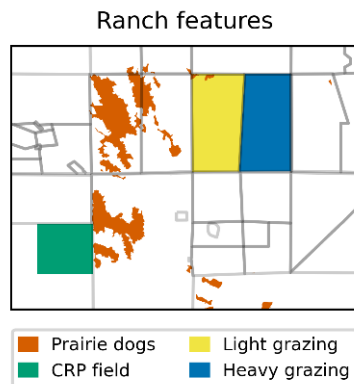 Ranch features
Prairie dogs
Light grazing
CRP field
Heavy grazing